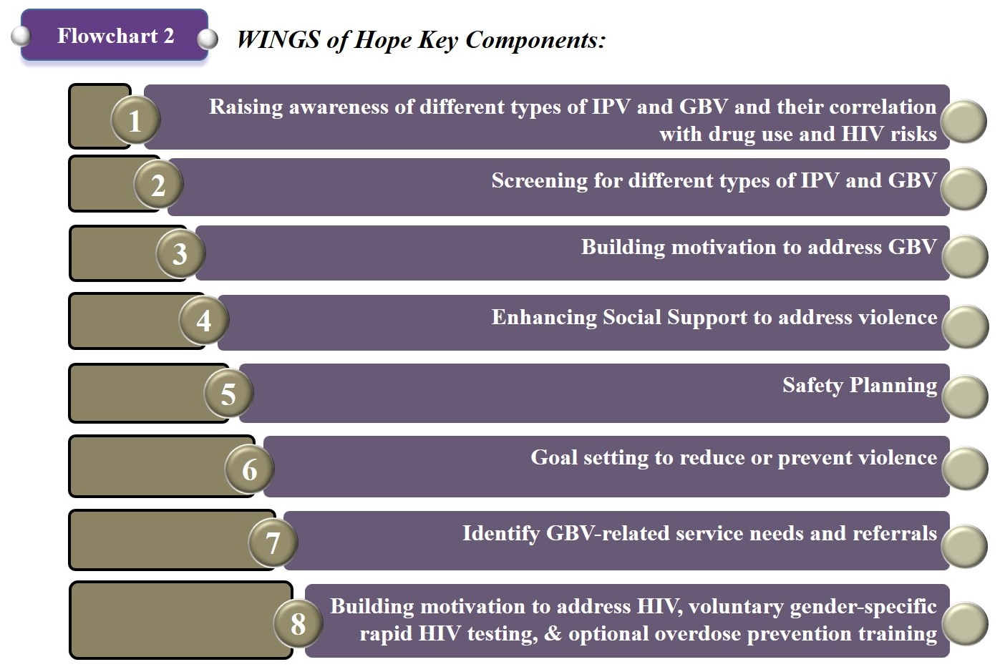 Flowchart 2
WINGS of Hope Key Components:
1
Raising awareness of different types of IPV and GBV and their correlation
with drug use and HIV risks
2
Screening for different types of IPV and GBV
3
Building motivation to address GBV
4
Enhancing Social Support to address violence
5
Safety Planning
6
Goal setting to reduce or prevent violence
7
Identify GBV-related service needs and referrals
8
Building motivation to address HIV, voluntary gender-specific
rapid HIV testing, & optional overdose prevention training